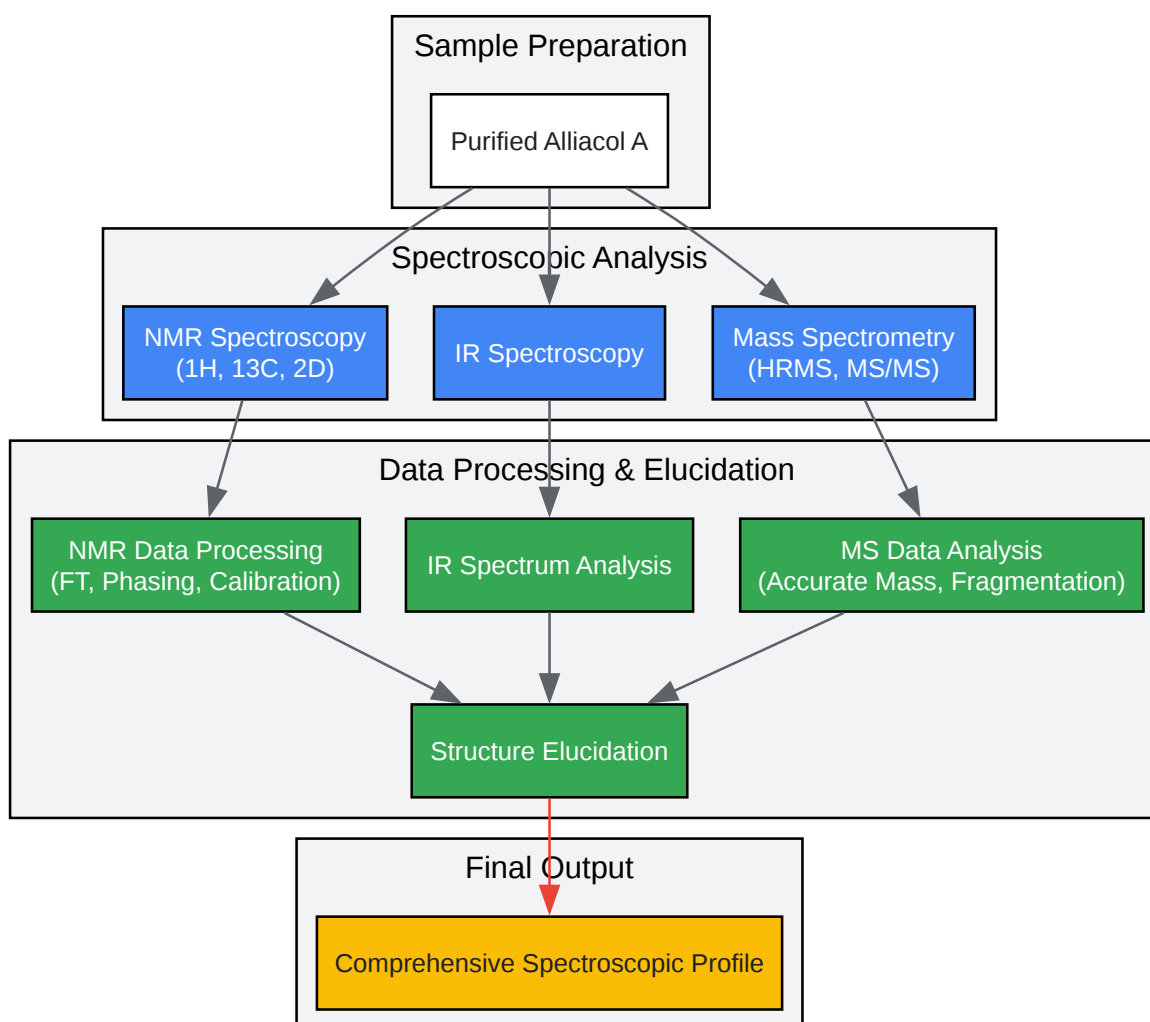 Sample Preparation
Purified Alliacol A
Spectroscopic Analysis
NMR Spectroscopy
(1H, 13C, 2D)
IR Spectroscopy
Mass Spectrometry
(HRMS, MS/MS)
Data Processing & Elucidation
NMR Data Processing
(FT, Phasing, Calibration)
IR Spectrum Analysis
MS Data Analysis
(Accurate Mass, Fragmentation)
Structure Elucidation
Final Output
Comprehensive Spectroscopic Profile